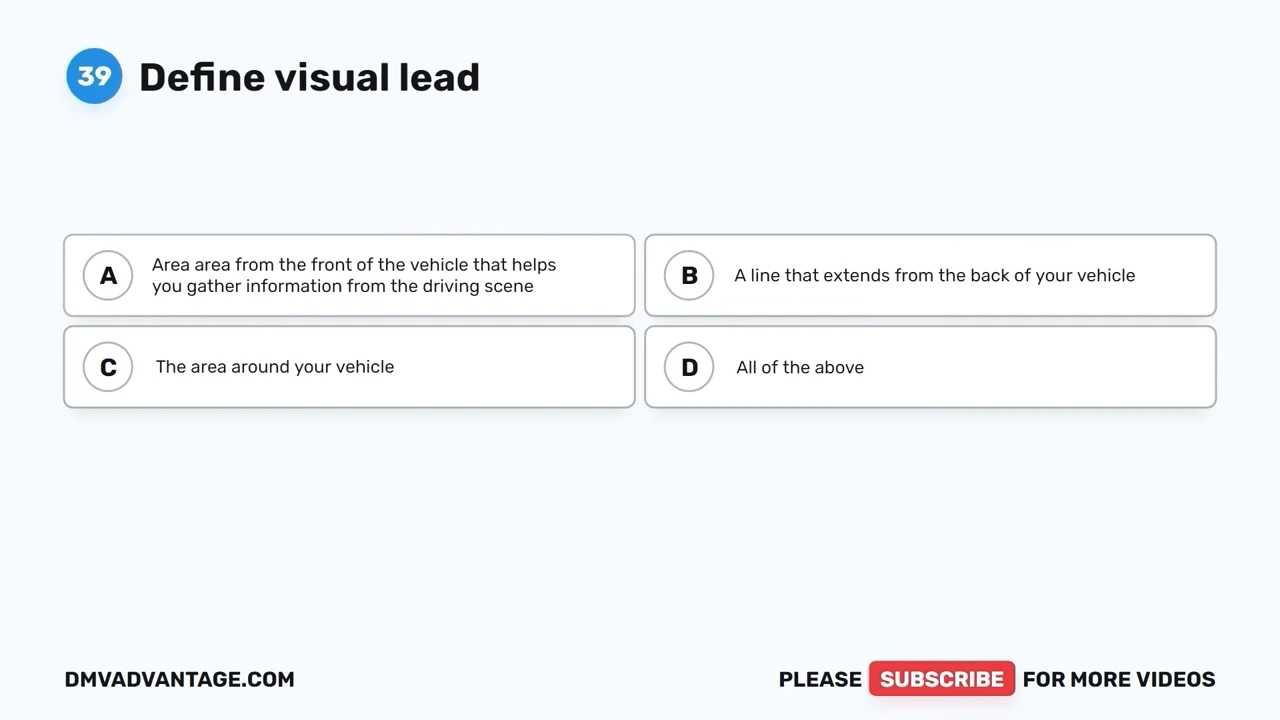 39 Define visual lead
A Area area from the front of the vehicle that helps
you gather information from the driving scene
B A line that extends from the back of your vehicle
C The area around your vehicle
D All of the above
DMVADVANTAGE.COM
PLEASE SUBSCRIBE FOR MORE VIDEOS